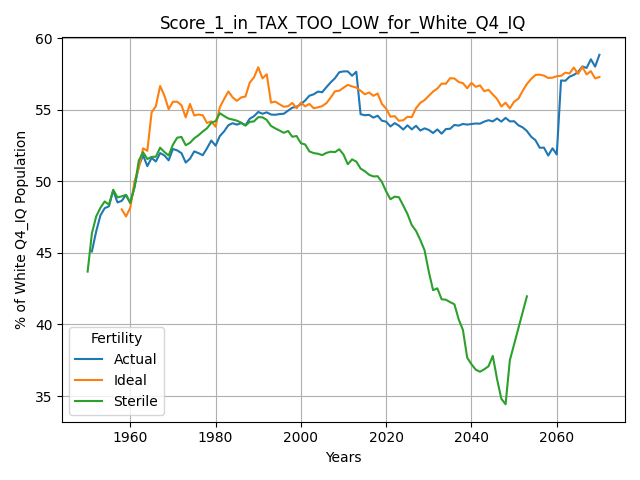 Score_1_in_TAX_TOO_LOW_for_White_Q4_IQ
% of White Q4_IQ Population
60
55
50
45
40
35
Fertility
Actual
Ideal
Sterile
1960
1980
2000
2020
2040
2060
Years